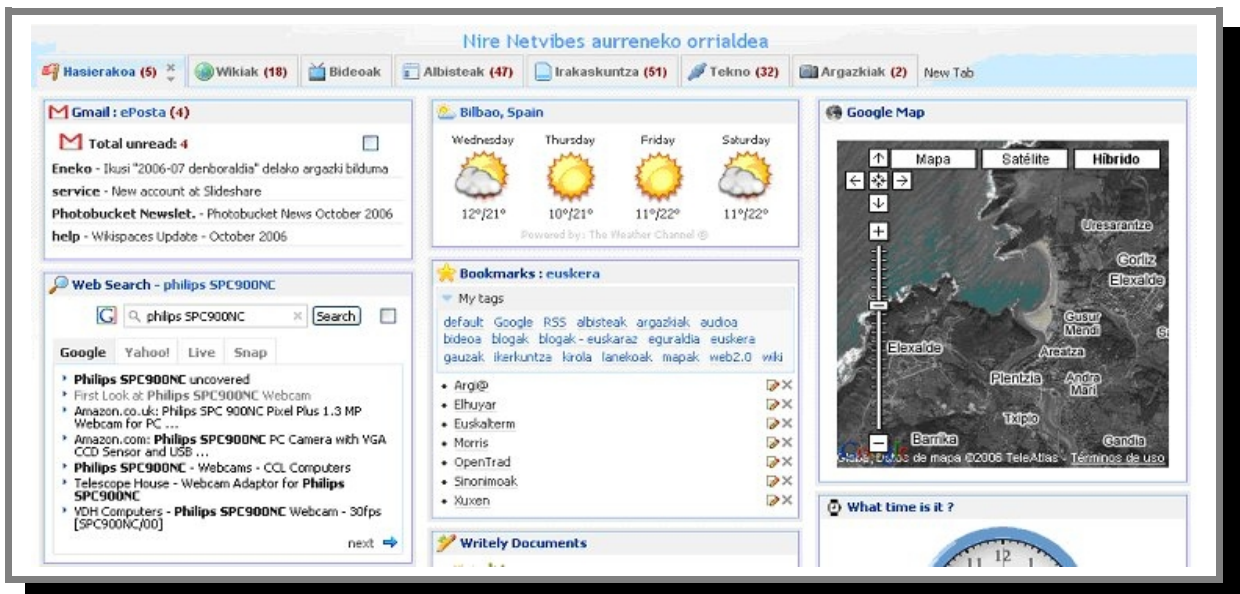 Nire Netvibes aurreneko orrialdea
Hasierakoa (5) Wikiak (18) Bideoak Albisteak (47) Irakaskuntza (51) Tekno (32) Argazkiak (2) New Tab
Gmail : ePosta (4)
Total unread: 4
Eneko - Ikusi "2006-07 denboraldia" delako argazki bilduma
service - New account at Slideshare
Photobucket Newslet. - Photobucket News October 2006
help - Wikispaces Update - October 2006
Web Search - philips SPC900NC
philips SPC900NC Search
Google Yahoo! Live Snap
Philips SPC900NC uncovered
First Look at Philips SPC900NC Webcam
Amazon.co.uk: Philips SPC 900NC Pixel Plus 1.3 MP
Webcam for PC ...
Amazon.com: Philips SPC900NC PC Camera with VGA
CCD Sensor and USB ...
Philips SPC900NC - Webcams - CCL Computers
Telescope House - Webcam Adaptor for Philips
SPC900NC
VDH Computers - Philips SPC900NC Webcam - 30fps
[SPC900NC/00]
next
Bilbao, Spain
Wednesday Thursday Friday Saturday
12º/21º 10º/21º 11º/22º 11º/22º
Powered by: The Weather Channel ®
Bookmarks : euskera
My tags
default Google RSS albisteak argazkiak audioa
bideoa blogak blogak-euskaraz eguraldia euskera
gauzak ikerkuntza kirola lanekoak mapak web2.0 wiki
Argi@
Elhuyar
Euskalterm
Morris
OpenTrad
Sinonimoak
Xuxen
Writely Documents
Google Map
Mapa Satélite Híbrido
Uresarantze
Gorliz
Elexalde
Gusur
Mendi
Elexalde
Areatza
Plentzia
Andra
Mari
Txipio
Barrika
Gandia
de mapa ©2006 TeleAtlas - Términos de uso
What time is it ?
11 12 1